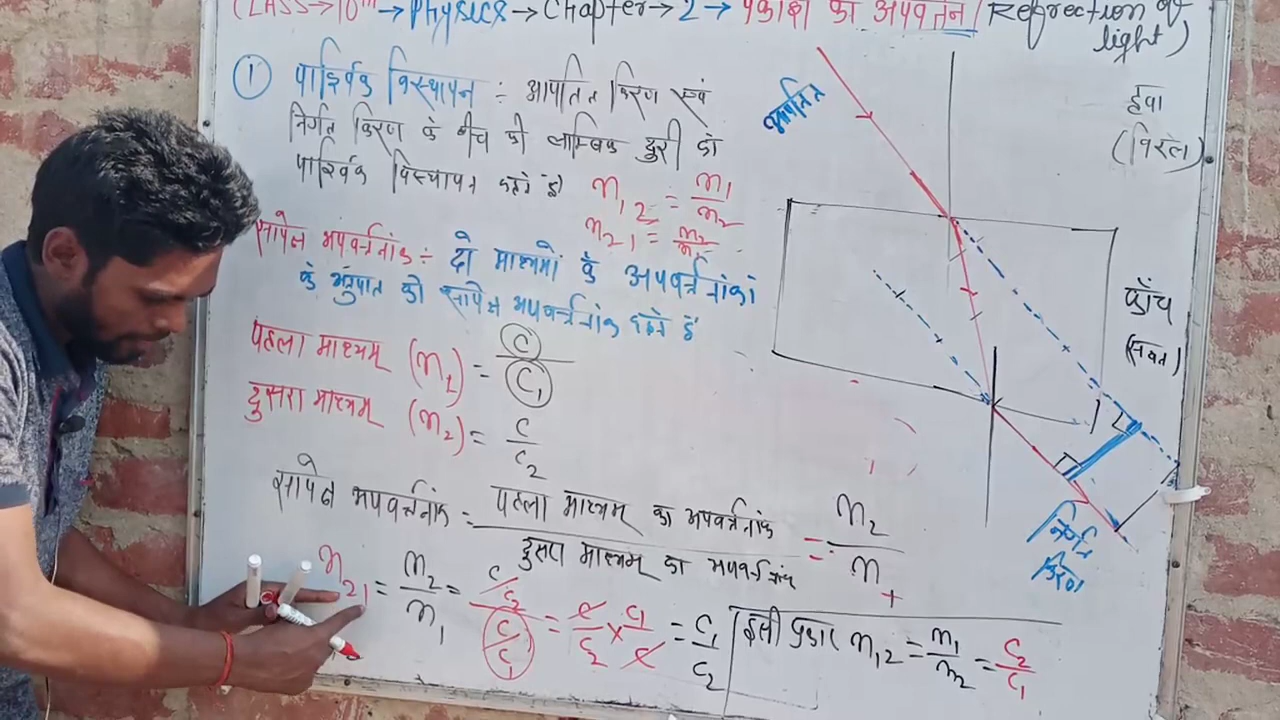 CLASS→10th→Physics→Chapter→2→प्रकाश का अपवर्तन/(Refrection of light)
① पार्श्विक विस्थापन :- आपतित किरण एवं
निर्गत किरण के बीच की लाम्बिक दुरी को
पार्श्विक विस्थापन कहते हैं।
n12 = n1/n2
n21 = n2/n1
सापेक्ष अपवर्त्तनांक :- दो माध्यमों के अपवर्त्तनांकों
के अनुपात को सापेक्ष अपवर्त्तनांक कहते हैं
पहला माध्यम् (n1) = c/c1
दुसरा माध्यम् (n2) = c/c2
सापेक्ष अपवर्त्तनांक = पहला माध्यम् का अपवर्त्तनांक / दुसरा माध्यम् का अपवर्त्तनांक = n2/n1
n21 = n2/n1 = (c/c2)/(c/c1) = c/c2 × c1/c = c1/c2
इसी प्रकार n12 = n1/n2 = c2/c1
आपतित
हवा
(विरल)
काँच
(सघन)
निर्गत
किरण